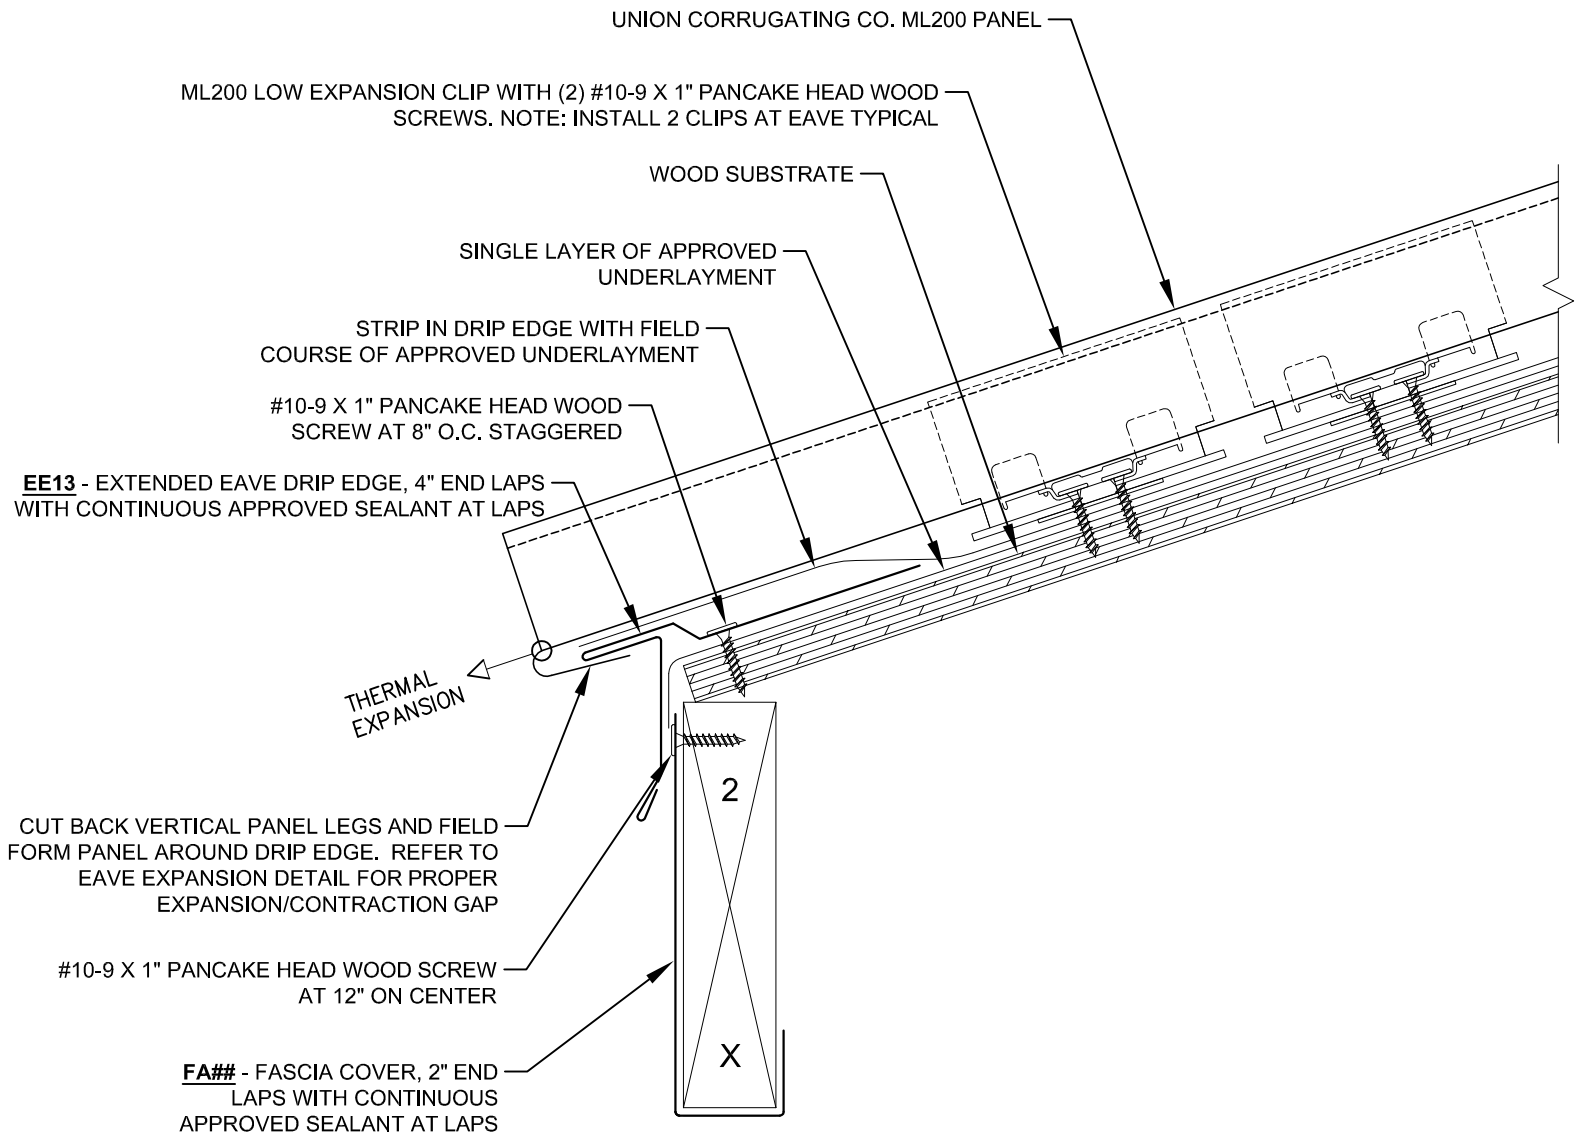 UNION CORRUGATING CO. ML200 PANEL
ML200 LOW EXPANSION CLIP WITH (2) #10-9 X 1" PANCAKE HEAD WOOD
SCREWS. NOTE: INSTALL 2 CLIPS AT EAVE TYPICAL
WOOD SUBSTRATE
SINGLE LAYER OF APPROVED
UNDERLAYMENT
STRIP IN DRIP EDGE WITH FIELD
COURSE OF APPROVED UNDERLAYMENT
#10-9 X 1" PANCAKE HEAD WOOD
SCREW AT 8" O.C. STAGGERED
EE13 - EXTENDED EAVE DRIP EDGE, 4" END LAPS
WITH CONTINUOUS APPROVED SEALANT AT LAPS
THERMAL
EXPANSION
CUT BACK VERTICAL PANEL LEGS AND FIELD
FORM PANEL AROUND DRIP EDGE. REFER TO
EAVE EXPANSION DETAIL FOR PROPER
EXPANSION/CONTRACTION GAP
#10-9 X 1" PANCAKE HEAD WOOD SCREW
AT 12" ON CENTER
FA## - FASCIA COVER, 2" END
LAPS WITH CONTINUOUS
APPROVED SEALANT AT LAPS
2
X